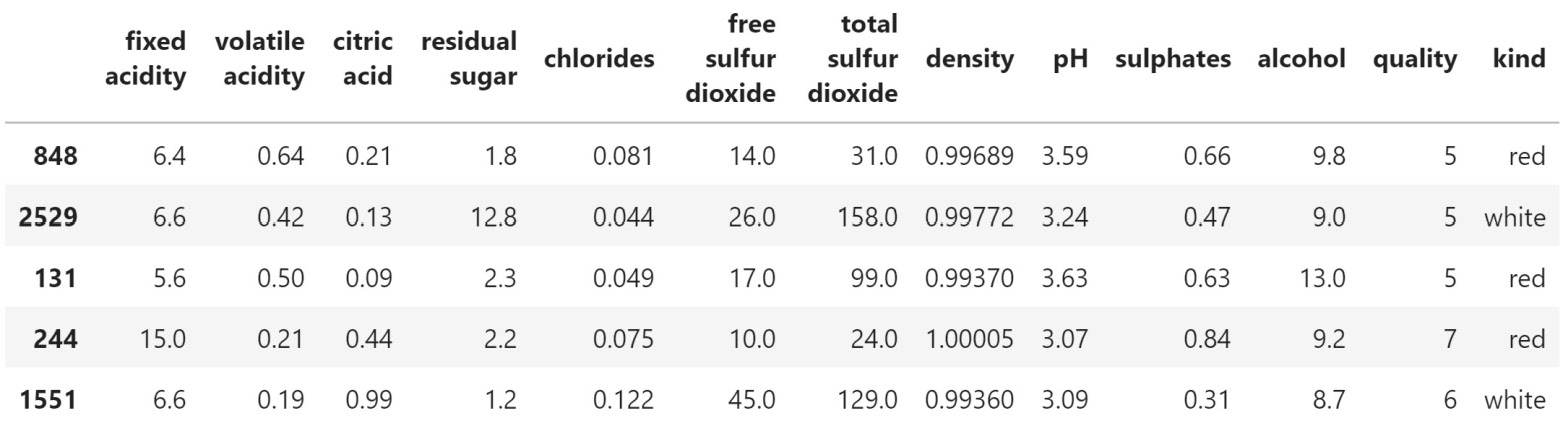 fixed acidity volatile acidity citric acid residual sugar chlorides free sulfur dioxide total sulfur dioxide density pH sulphates alcohol quality kind
848 6.4 0.64 0.21 1.8 0.081 14.0 31.0 0.99689 3.59 0.66 9.8 5 red
2529 6.6 0.42 0.13 12.8 0.044 26.0 158.0 0.99772 3.24 0.47 9.0 5 white
131 5.6 0.50 0.09 2.3 0.049 17.0 99.0 0.99370 3.63 0.63 13.0 5 red
244 15.0 0.21 0.44 2.2 0.075 10.0 24.0 1.00005 3.07 0.84 9.2 7 red
1551 6.6 0.19 0.99 1.2 0.122 45.0 129.0 0.99360 3.09 0.31 8.7 6 white